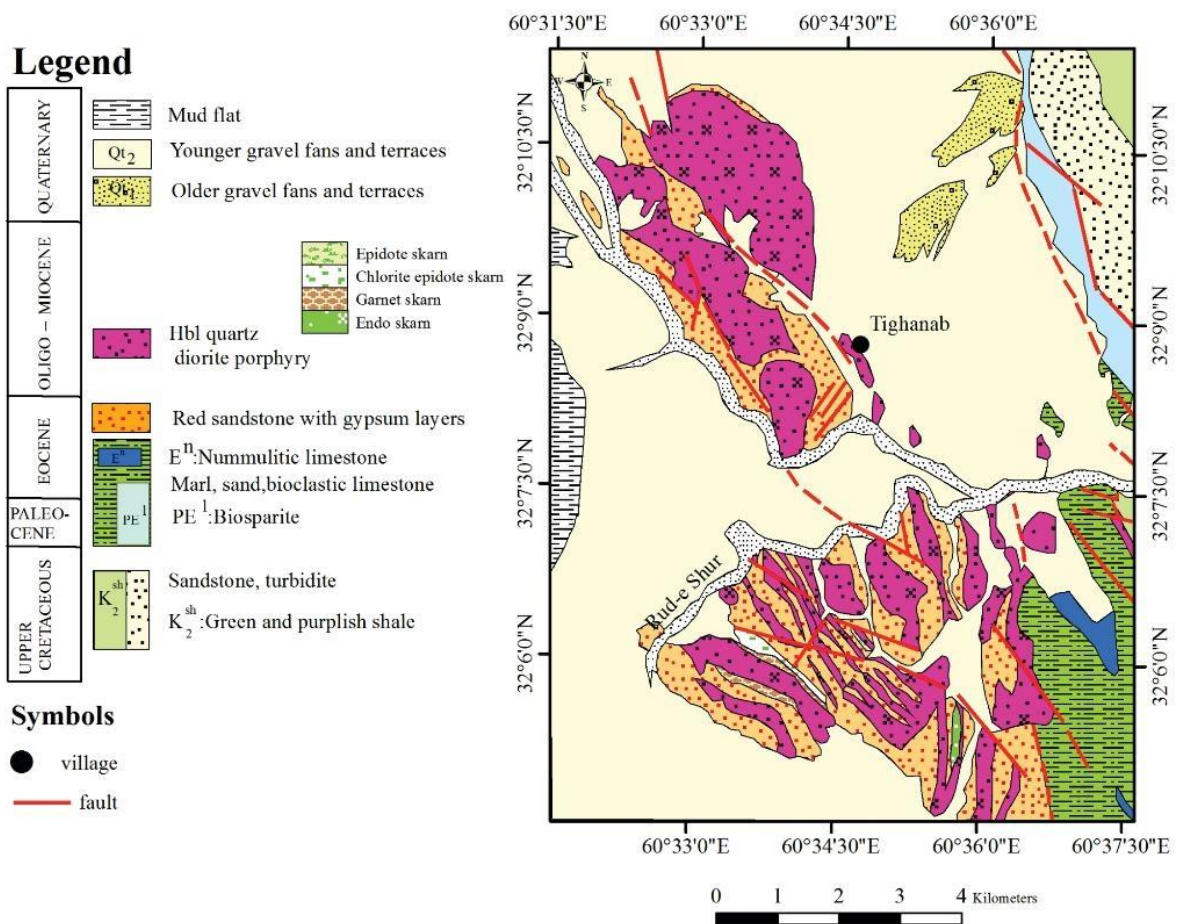 Legend
QUATERNARY
Mud flat
Qt2
Younger gravel fans and terraces
Qt1
Older gravel fans and terraces
OLIGO – MIOCENE
Epidote skarn
Chlorite epidote skarn
Garnet skarn
Endo skarn
Hbl quartz
diorite porphyry
EOCENE
Red sandstone with gypsum layers
En
En:Nummulitic limestone
Marl, sand,bioclastic limestone
PALEO-
CENE
PE1
PE1:Biosparite
UPPER
CRETACEOUS
K2sh
Sandstone, turbidite
K2sh:Green and purplish shale
Symbols
village
fault
60°31'30"E 60°33'0"E 60°34'30"E 60°36'0"E
N
W E
S
32°10'30"N
32°9'0"N
32°7'30"N
32°6'0"N
Tighanab
Rud-e Shur
32°10'30"N
32°9'0"N
32°7'30"N
32°6'0"N
60°33'0"E 60°34'30"E 60°36'0"E 60°37'30"E
0 1 2 3 4 Kilometers